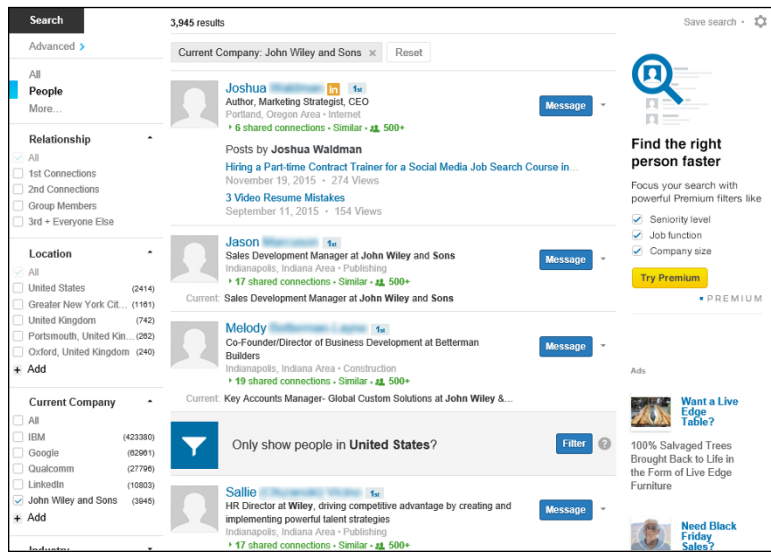 Search
Advanced >
All
People
More...
Relationship
All
1st Connections
2nd Connections
Group Members
3rd + Everyone Else
Location
All
United States (2414)
Greater New York Cit... (1161)
United Kingdom (742)
Portsmouth, United Kin... (262)
Oxford, United Kingdom (240)
+ Add
Current Company
All
IBM (423380)
Google (62961)
Qualcomm (27796)
LinkedIn (10803)
John Wiley and Sons (3945)
+ Add
3,945 results
Current Company: John Wiley and Sons ×
Reset
Joshua in 1st
Author, Marketing Strategist, CEO
Portland, Oregon Area • Internet
6 shared connections • Similar • 500+
Message
Posts by Joshua Waldman
Hiring a Part-time Contract Trainer for a Social Media Job Search Course in...
November 19, 2015 • 274 Views
3 Video Resume Mistakes
September 11, 2015 • 154 Views
Jason 1st
Sales Development Manager at John Wiley and Sons
Indianapolis, Indiana Area • Publishing
17 shared connections • Similar • 500+
Current: Sales Development Manager at John Wiley and Sons
Message
Melody 1st
Co-Founder/Director of Business Development at Betterman
Builders
Indianapolis, Indiana Area • Construction
19 shared connections • Similar • 500+
Current: Key Accounts Manager- Global Custom Solutions at John Wiley &...
Message
Only show people in United States?
Filter ?
Sallie 1st
HR Director at Wiley, driving competitive advantage by creating and
implementing powerful talent strategies
Indianapolis, Indiana Area • Publishing
17 shared connections • Similar • 500+
Message
Save search •
Find the right
person faster
Focus your search with
powerful Premium filters like
Seniority level
Job function
Company size
Try Premium
PREMIUM
Ads
Want a Live
Edge
Table?
100% Salvaged Trees
Brought Back to Life in
the Form of Live Edge
Furniture
Need Black
Friday
Sales?